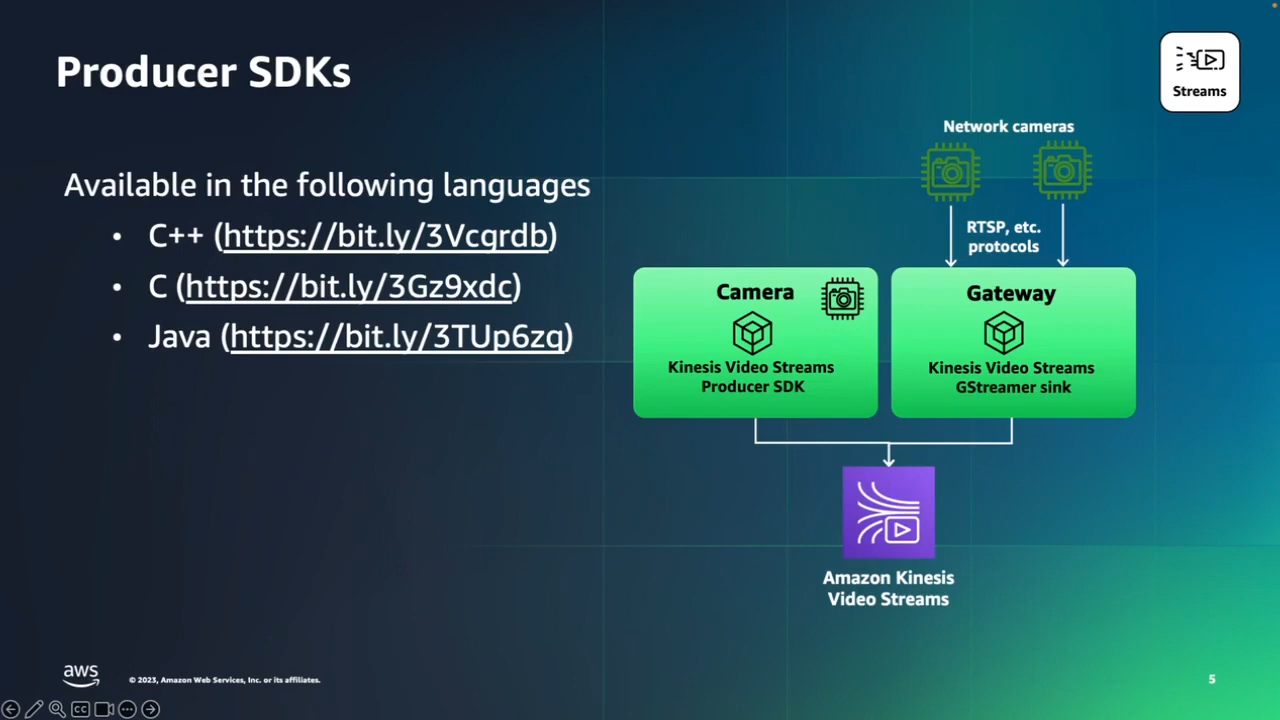 Producer SDKs
Streams
Available in the following languages
• C++ (https://bit.ly/3Vcgrdb)
• C (https://bit.ly/3Gz9xdc)
• Java (https://bit.ly/3TUp6zq)
Network cameras
RTSP, etc.
protocols
Camera
Kinesis Video Streams
Producer SDK
Gateway
Kinesis Video Streams
GStreamer sink
Amazon Kinesis
Video Streams
aws
© 2023, Amazon Web Services, Inc. or its affiliates.
5
CC